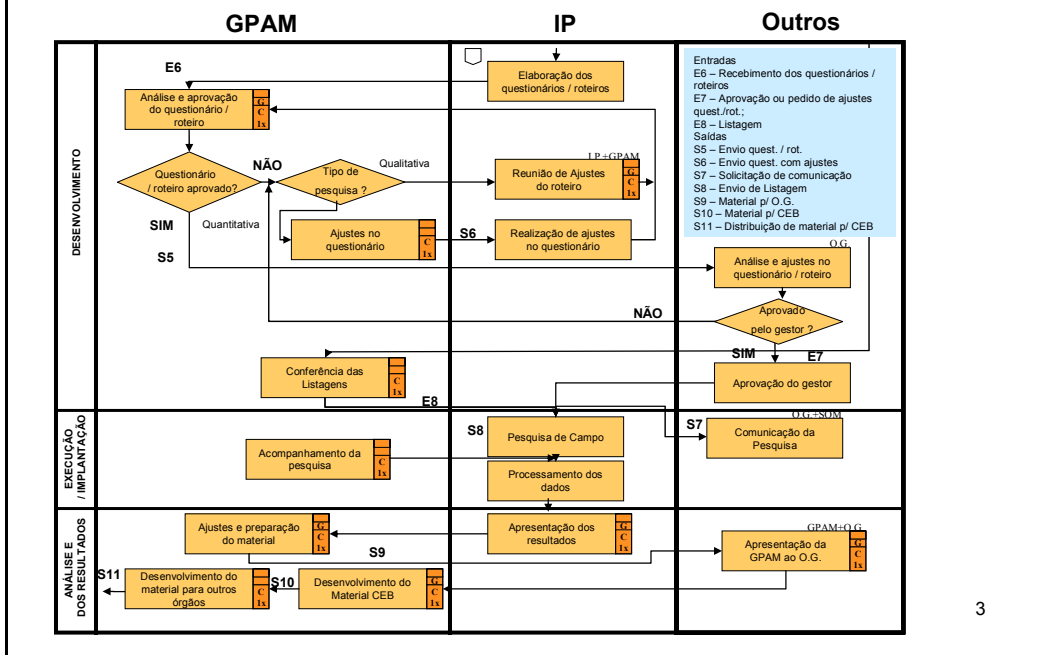 GPAM
IP
Outros
DESENVOLVIMENTO
E6
Análise e aprovação
do questionário /
roteiro
G
C
1x
Elaboração dos
questionários / roteiros
Entradas
E6 – Recebimento dos questionários /
roteiros
E7 – Aprovação ou pedido de ajustes
quest./rot.;
E8 – Listagem
Saídas
S5 – Envio quest. / rot.
S6 – Envio quest. com ajustes
S7 – Solicitação de comunicação
S8 – Envio de Listagem
S9 – Material p/ O.G.
S10 – Material p/ CEB
S11 – Distribuição de material p/ CEB
Questionário
/ roteiro aprovado?
NÃO
Tipo de
pesquisa ?
Qualitativa
I.P.+GPAM
Reunião de Ajustes
do roteiro
G
C
1x
SIM
Quantitativa
Ajustes no
questionário
C
1x
S6
Realização de ajustes
no questionário
S5
O.G.
Análise e ajustes no
questionário / roteiro
NÃO
Aprovado
pelo gestor ?
SIM
E7
Conferência das
Listagens
C
1x
Aprovação do gestor
E8
EXECUÇÃO
/ IMPLANTAÇÃO
S8
Pesquisa de Campo
S7
O.G.+SOM
Comunicação da
Pesquisa
Acompanhamento da
pesquisa
C
1x
Processamento dos
dados
ANÁLISE E
DOS RESULTADOS
Ajustes e preparação
do material
G
C
1x
S9
Apresentação dos
resultados
G
C
1x
GPAM+O.G.
Apresentação da
GPAM ao O.G.
G
C
1x
S11
Desenvolvimento do
material para outros
órgãos
C
1x
S10
Desenvolvimento do
Material CEB
G
C
1x
3